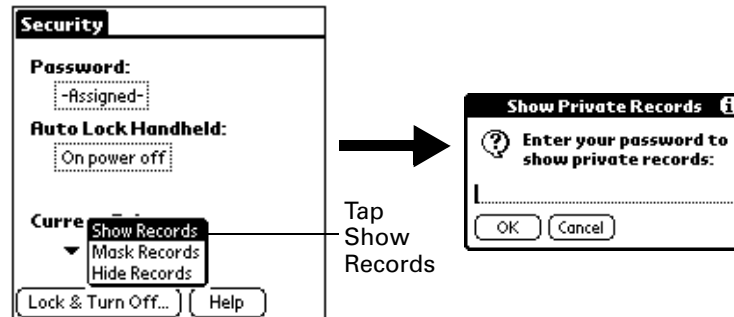 Security
Password:
-Assigned-
Auto Lock Handheld:
On power off
Curre
Show Records
Mask Records
Hide Records
Lock & Turn Off...
Help
Tap
Show
Records
Show Private Records
Enter your password to
show private records:
OK
Cancel